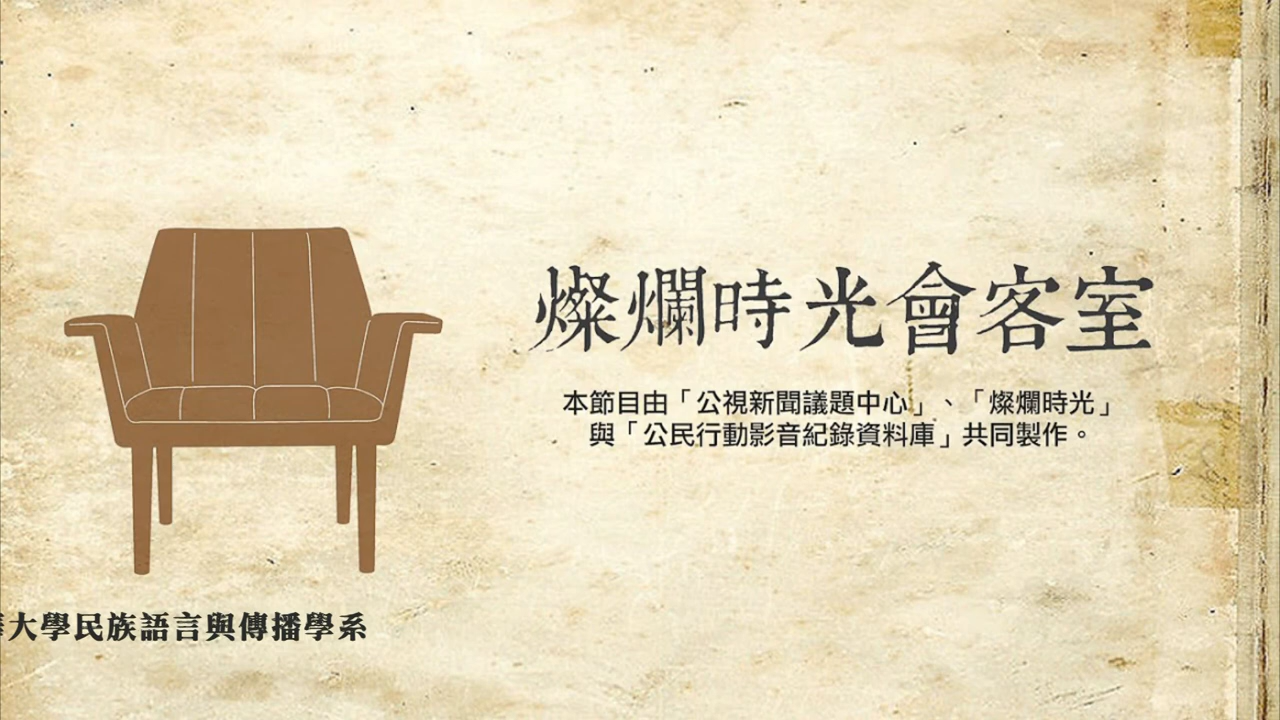 燦爛時光會客室
本節目由「公視新聞議題中心」、「燦爛時光」
與「公民行動影音紀錄資料庫」共同製作。
大學民族語言與傳播學系